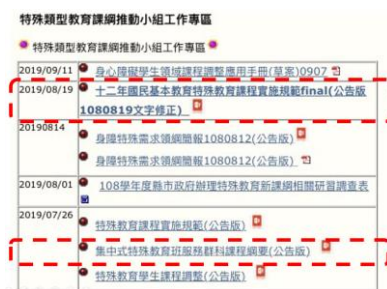 特殊類型教育課綱推動小組工作專區
特殊類型教育課綱推動小組工作專區
2019/09/11
身心障礙學生領域課程調整應用手冊(草案)0907
2019/08/19
十二年國民基本教育特殊教育課程實施規範final(公告版
1080819文字修正)
20190814
身障特殊需求領綱簡報1080812(公告版)
身障特殊需求領綱簡報1080812(公告版)
2019/08/01
108學年度縣市政府辦理特殊教育新課綱相關研習調查表
2019/07/26
特殊教育課程實施規範(公告版)
集中式特殊教育班服務群科課程綱要(公告版)
特殊教育學生課程調整(公告版)